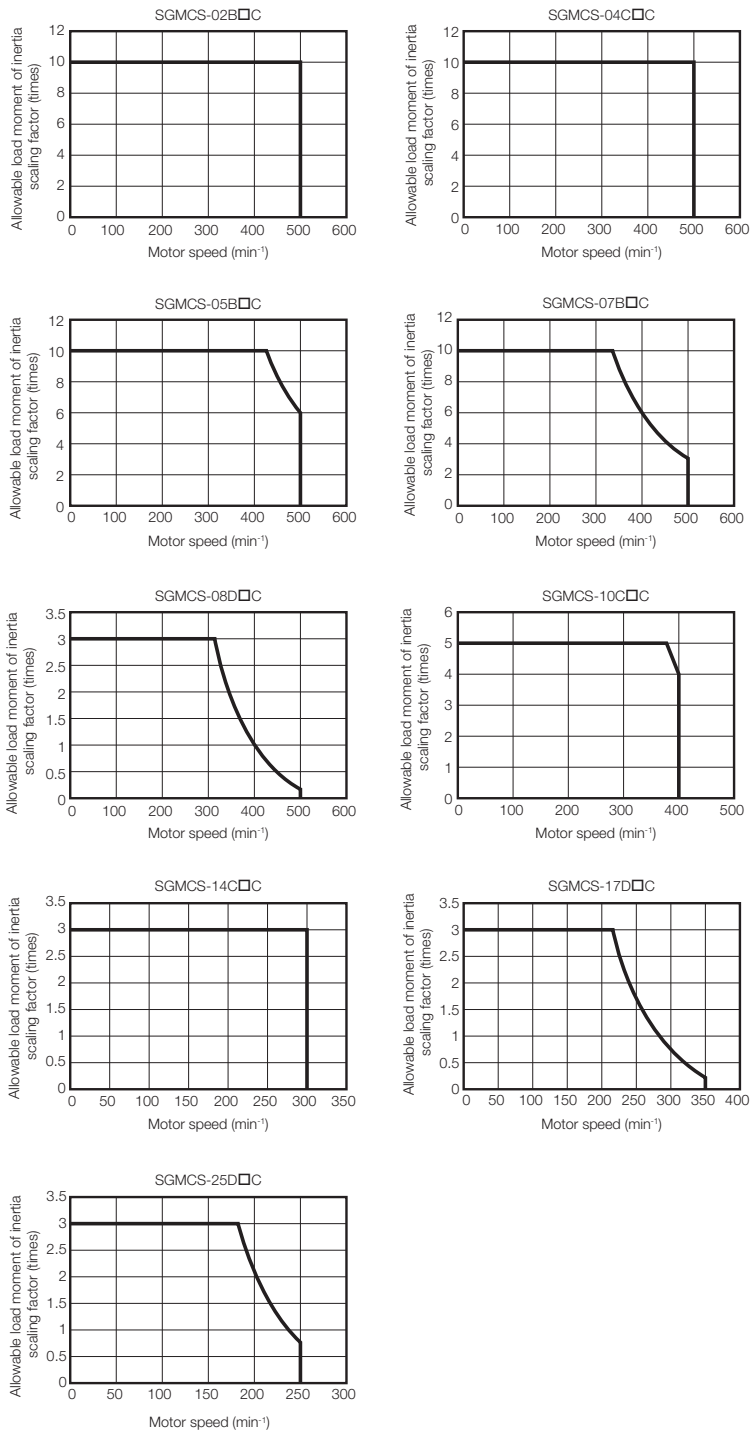 SGMCS-02B□C
Allowable load moment of inertia
scaling factor (times)
12
10
8
6
4
2
0
0 100 200 300 400 500 600
Motor speed (min-1)
SGMCS-04C□C
Allowable load moment of inertia
scaling factor (times)
12
10
8
6
4
2
0
0 100 200 300 400 500 600
Motor speed (min-1)
SGMCS-05B□C
Allowable load moment of inertia
scaling factor (times)
12
10
8
6
4
2
0
0 100 200 300 400 500 600
Motor speed (min-1)
SGMCS-07B□C
Allowable load moment of inertia
scaling factor (times)
12
10
8
6
4
2
0
0 100 200 300 400 500 600
Motor speed (min-1)
SGMCS-08D□C
Allowable load moment of inertia
scaling factor (times)
3.5
3
2.5
2
1.5
1
0.5
0
0 100 200 300 400 500 600
Motor speed (min-1)
SGMCS-10C□C
Allowable load moment of inertia
scaling factor (times)
6
5
4
3
2
1
0
0 100 200 300 400 500
Motor speed (min-1)
SGMCS-14C□C
Allowable load moment of inertia
scaling factor (times)
3.5
3
2.5
2
1.5
1
0.5
0
0 50 100 150 200 250 300 350
Motor speed (min-1)
SGMCS-17D□C
Allowable load moment of inertia
scaling factor (times)
3.5
3
2.5
2
1.5
1
0.5
0
0 50 100 150 200 250 300 350 400
Motor speed (min-1)
SGMCS-25D□C
Allowable load moment of inertia
scaling factor (times)
3.5
3
2.5
2
1.5
1
0.5
0
0 50 100 150 200 250 300
Motor speed (min-1)